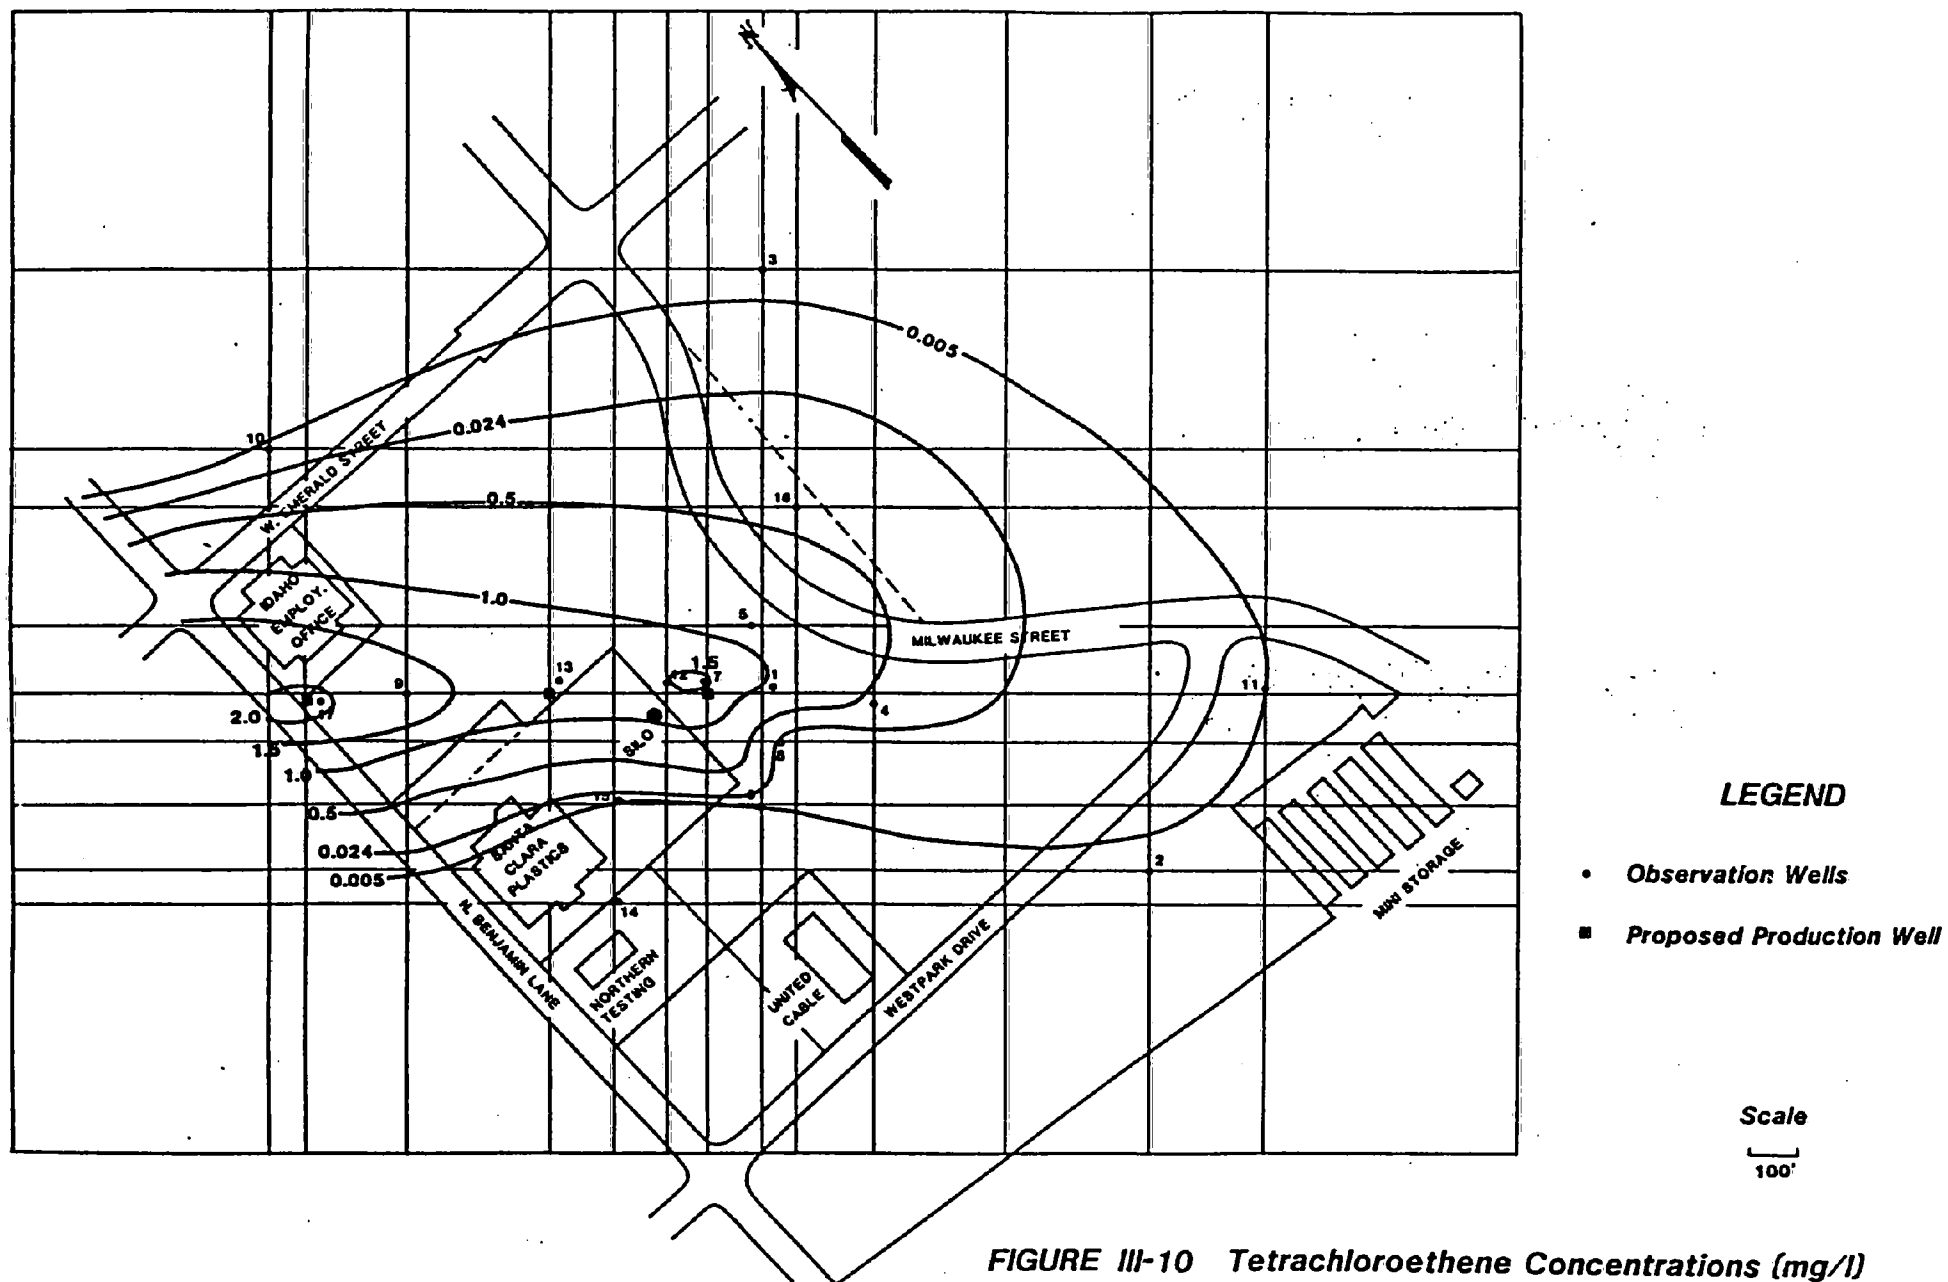 N
3
0.005
0.024
10
W. EMERALD STREET
0.5
16
IDAHO
EMPLOY.
OFFICE
1.0
6
MILWAUKEE STREET
13
1.5
12
7
1
9
11
17
4
2.0
SILO
1.5
8
1.0
0.5
15
LEGEND
0.024
SANTA
CLARA
PLASTICS
0.005
2
• Observation Wells
MINI STORAGE
14
■ Proposed Production Well
N. BENJAMIN LANE
NORTHERN
TESTING
UNITED
CABLE
WESTPARK DRIVE
Scale
100'
FIGURE III-10 Tetrachloroethene Concentrations (mg/l)